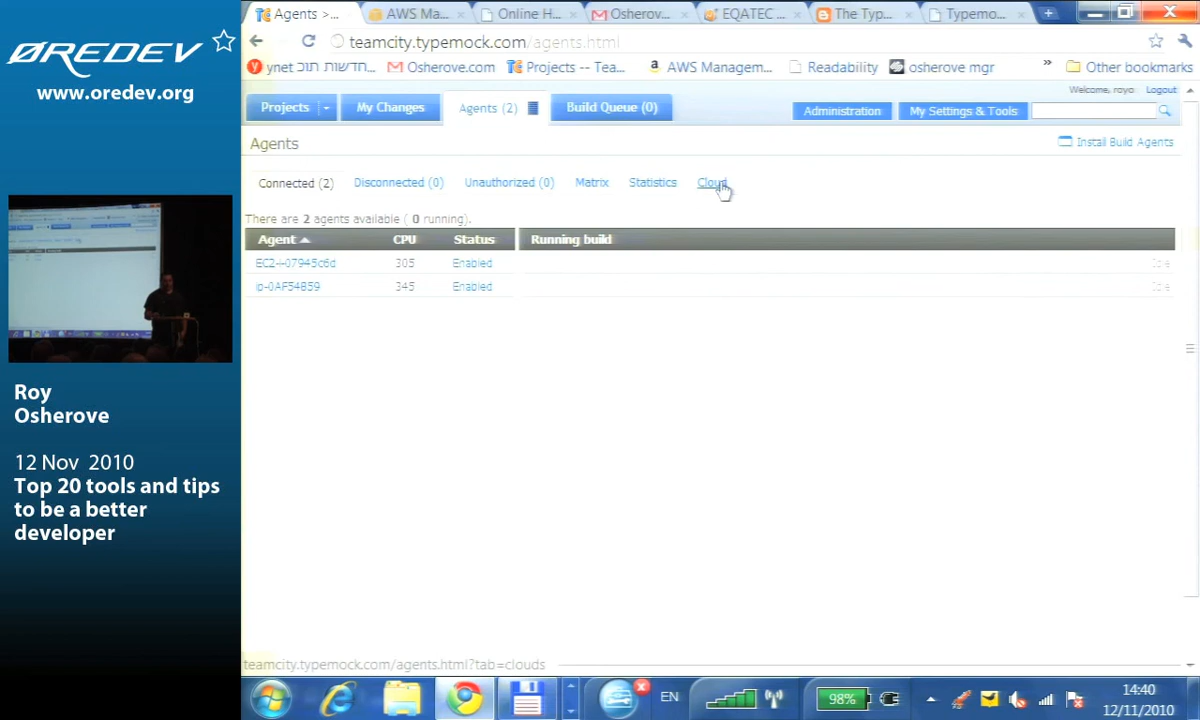 ØREDEV
www.oredev.org
Roy
Osherove
12 Nov 2010
Top 20 tools and tips
to be a better
developer
Agents >...
AWS Ma...
Online H...
Osherov...
EQATEC ...
The Typ...
Typemo...
teamcity.typemock.com/agents.html
ynet חדשות תוכ...
Osherove.com
Projects -- Tea...
AWS Managem...
Readability
osherove mgr
»
Other bookmarks
Welcome, royo
Logout
Projects
My Changes
Agents (2)
Build Queue (0)
Administration
My Settings & Tools
Agents
Install Build Agents
Connected (2)
Disconnected (0)
Unauthorized (0)
Matrix
Statistics
Cloud
There are 2 agents available ( 0 running).
Agent CPU Status Running build
305 Enabled
ip-0AF54859 345 Enabled
teamcity.typemock.com/agents.html?tab=clouds
EN
98%
14:40
12/11/2010